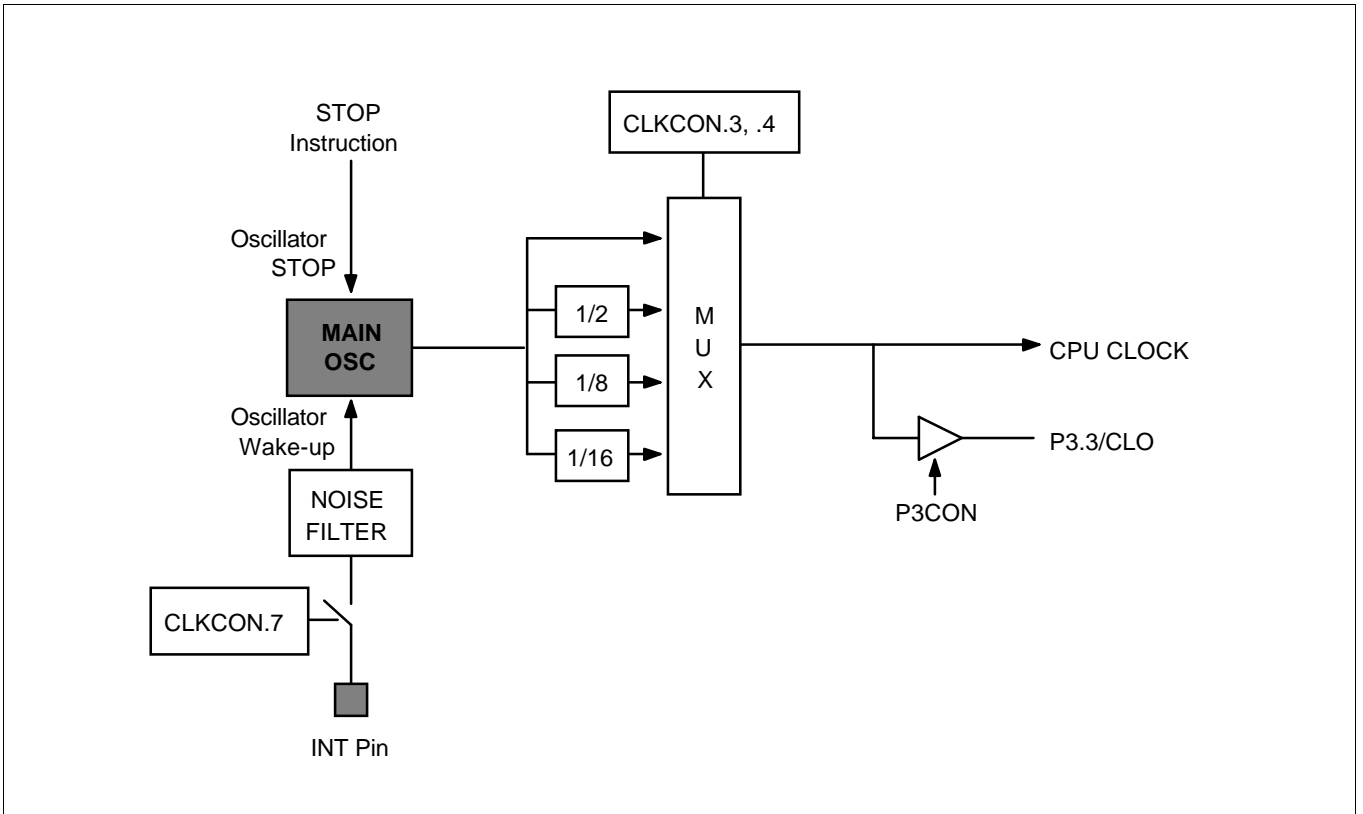 STOP
Instruction
CLKCON.3, .4
Oscillator
STOP
MAIN
OSC
1/2
1/8
1/16
M
U
X
CPU CLOCK
P3.3/CLO
P3CON
Oscillator
Wake-up
NOISE
FILTER
CLKCON.7
INT Pin